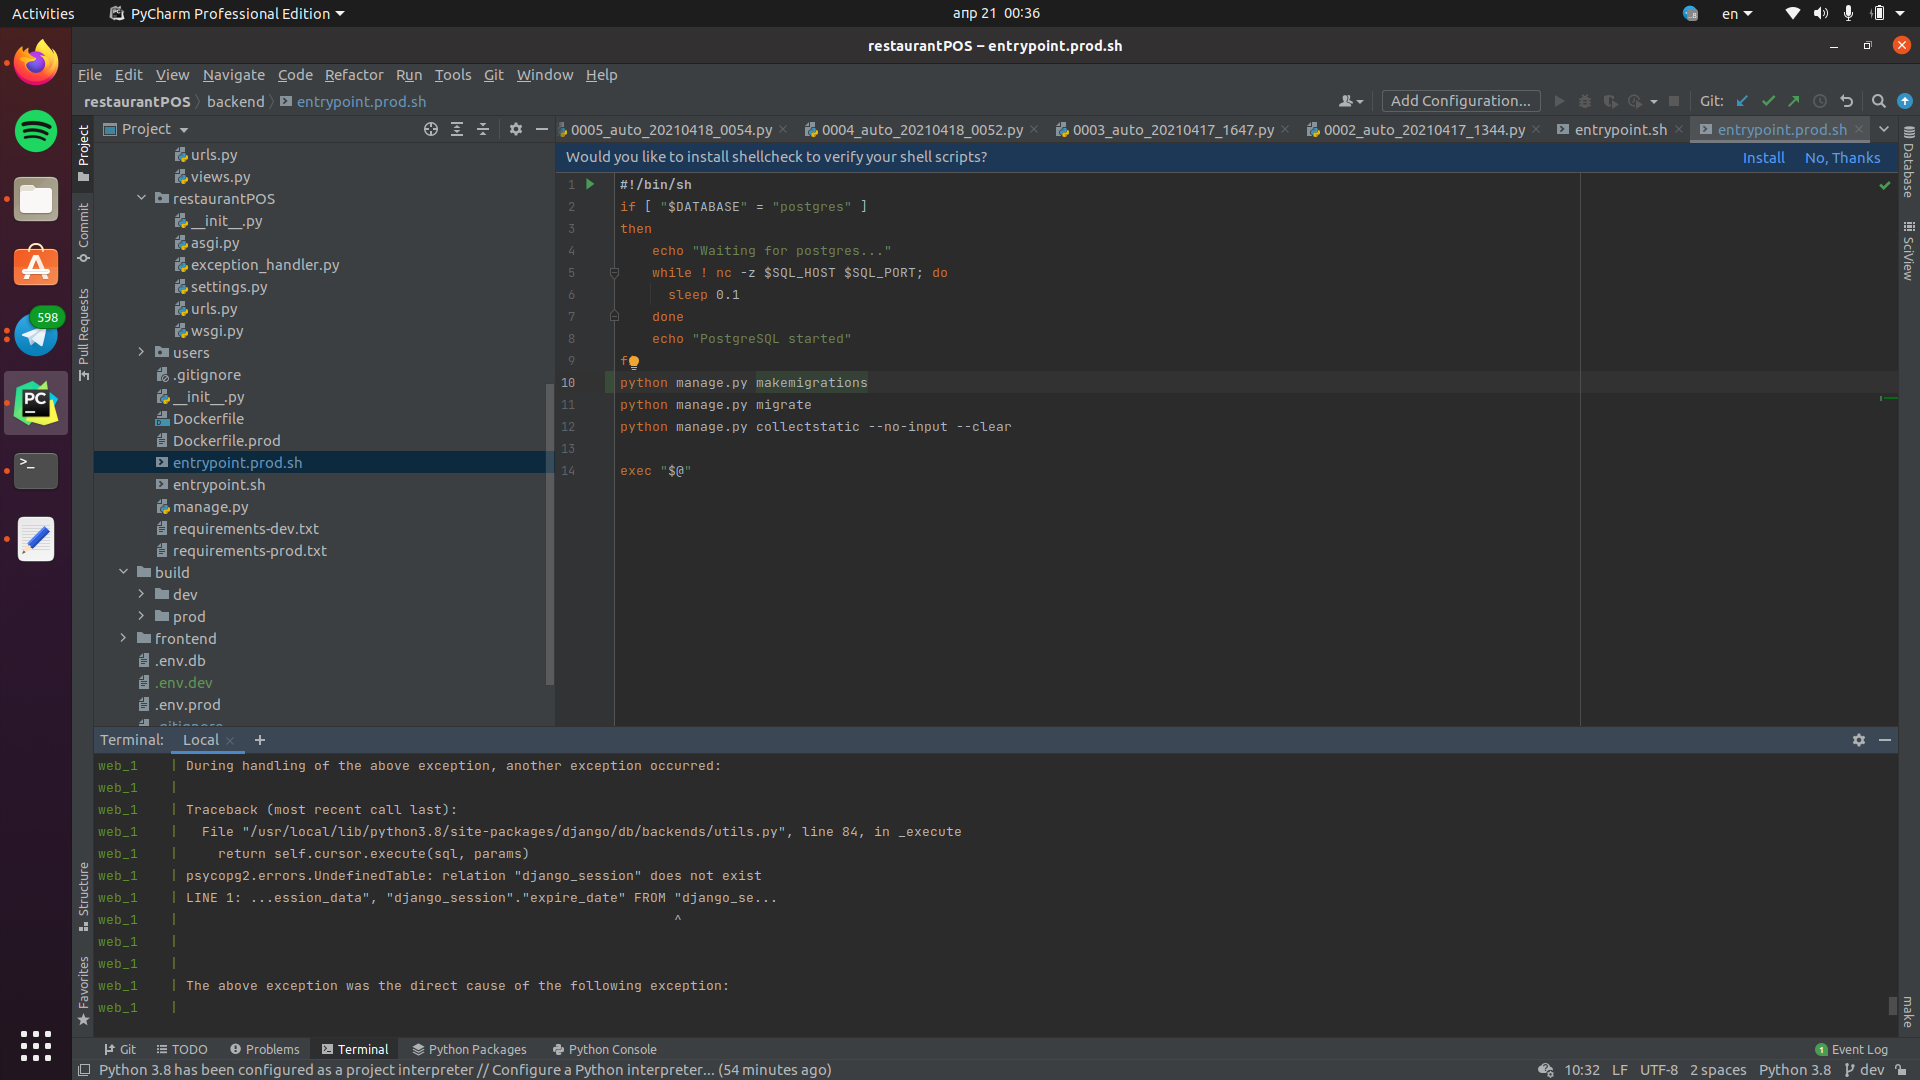 Activities
PyCharm Professional Edition
апр 21 00:36
en
restaurantPOS – entrypoint.prod.sh
File Edit View Navigate Code Refactor Run Tools Git Window Help
restaurantPOS backend entrypoint.prod.sh
Add Configuration...
Git:
Project
0005_auto_20210418_0054.py
0004_auto_20210418_0052.py
0003_auto_20210417_1647.py
0002_auto_20210417_1344.py
entrypoint.sh
entrypoint.prod.sh
Would you like to install shellcheck to verify your shell scripts?
Install
No, Thanks
Project
Commit
Pull Requests
Structure
Favorites
Database
SciView
make
598
PC
urls.py
views.py
restaurantPOS
__init__.py
asgi.py
exception_handler.py
settings.py
urls.py
wsgi.py
users
.gitignore
__init__.py
Dockerfile
Dockerfile.prod
entrypoint.prod.sh
entrypoint.sh
manage.py
requirements-dev.txt
requirements-prod.txt
build
dev
prod
frontend
.env.db
.env.dev
.env.prod
.gitignore
1 #!/bin/sh
2 if [ "$DATABASE" = "postgres" ]
3 then
4 echo "Waiting for postgres..."
5 while ! nc -z $SQL_HOST $SQL_PORT; do
6 sleep 0.1
7 done
8 echo "PostgreSQL started"
9 f
10 python manage.py makemigrations
11 python manage.py migrate
12 python manage.py collectstatic --no-input --clear
13
14 exec "$@"
Terminal: Local
web_1 | During handling of the above exception, another exception occurred:
web_1 |
web_1 | Traceback (most recent call last):
web_1 | File "/usr/local/lib/python3.8/site-packages/django/db/backends/utils.py", line 84, in _execute
web_1 | return self.cursor.execute(sql, params)
web_1 | psycopg2.errors.UndefinedTable: relation "django_session" does not exist
web_1 | LINE 1: ...ession_data", "django_session"."expire_date" FROM "django_se...
web_1 | ^
web_1 |
web_1 |
web_1 | The above exception was the direct cause of the following exception:
web_1 |
Git TODO Problems Terminal Python Packages Python Console
1 Event Log
Python 3.8 has been configured as a project interpreter // Configure a Python interpreter... (54 minutes ago)
10:32 LF UTF-8 2 spaces Python 3.8 dev